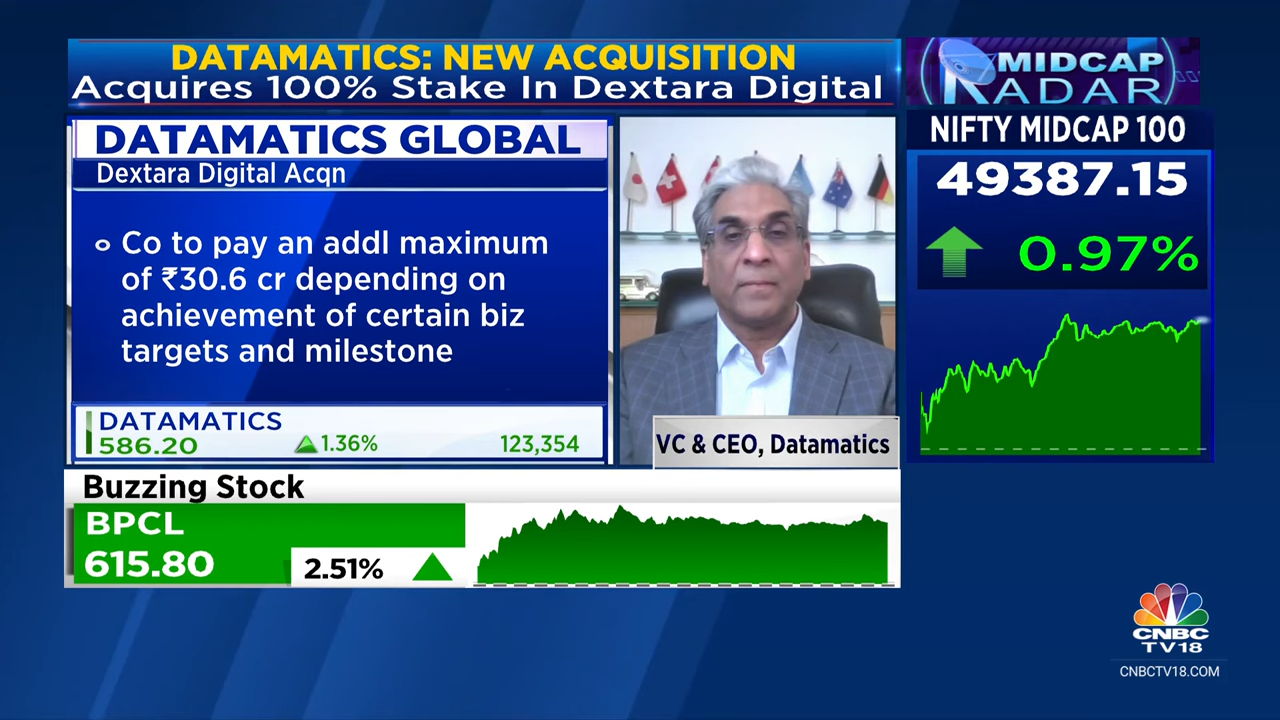 DATAMATICS: NEW ACQUISITION
Acquires 100% Stake In Dextara Digital
MIDCAP
RADAR
NIFTY MIDCAP 100
49387.15
0.97%
DATAMATICS GLOBAL
Dextara Digital Acqn
Co to pay an addl maximum
of ₹30.6 cr depending on
achievement of certain biz
targets and milestone
DATAMATICS
586.20 1.36% 123,354
VC & CEO, Datamatics
Buzzing Stock
BPCL
615.80
2.51%
CNBC
TV18
CNBCTV18.COM